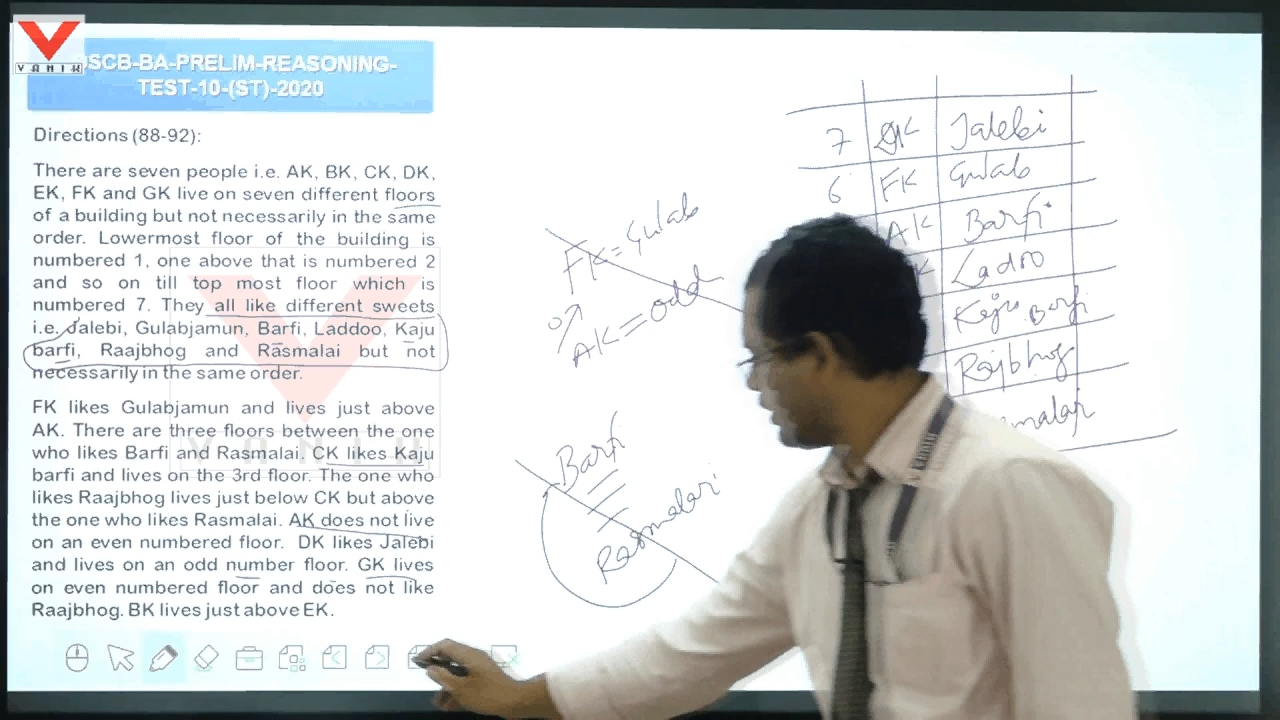 VANIK
DSCB-BA-PRELIM-REASONING-
TEST-10-(ST)-2020
Directions (88-92):
There are seven people i.e. AK, BK, CK, DK,
EK, FK and GK live on seven different floors
of a building but not necessarily in the same
order. Lowermost floor of the building is
numbered 1, one above that is numbered 2
and so on till top most floor which is
numbered 7. They all like different sweets
i.e. Jalebi, Gulabjamun, Barfi, Laddoo, Kaju
barfi, Raajbhog and Rasmalai but not
necessarily in the same order.
FK likes Gulabjamun and lives just above
AK. There are three floors between the one
who likes Barfi and Rasmalai. CK likes Kaju
barfi and lives on the 3rd floor. The one who
likes Raajbhog lives just below CK but above
the one who likes Rasmalai. AK does not live
on an even numbered floor. DK likes Jalebi
and lives on an odd number floor. GK lives
on even numbered floor and does not like
Raajbhog. BK lives just above EK.
VANIK
FK = Gulab
AK = odd
Barfi
Rasmalari
7 DK Jalebi
6 FK Gulab
AK Barfi
K Ladoo
Kaju Barfi
Rajbhog
malai